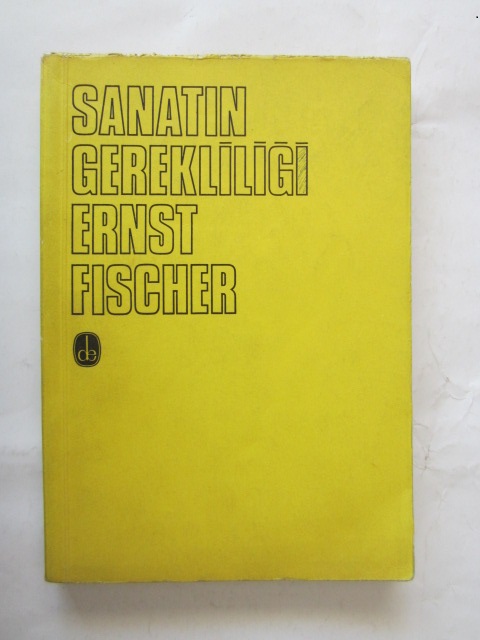 SANATIN
GEREKLİLİĞİ
ERNST
FISCHER
de